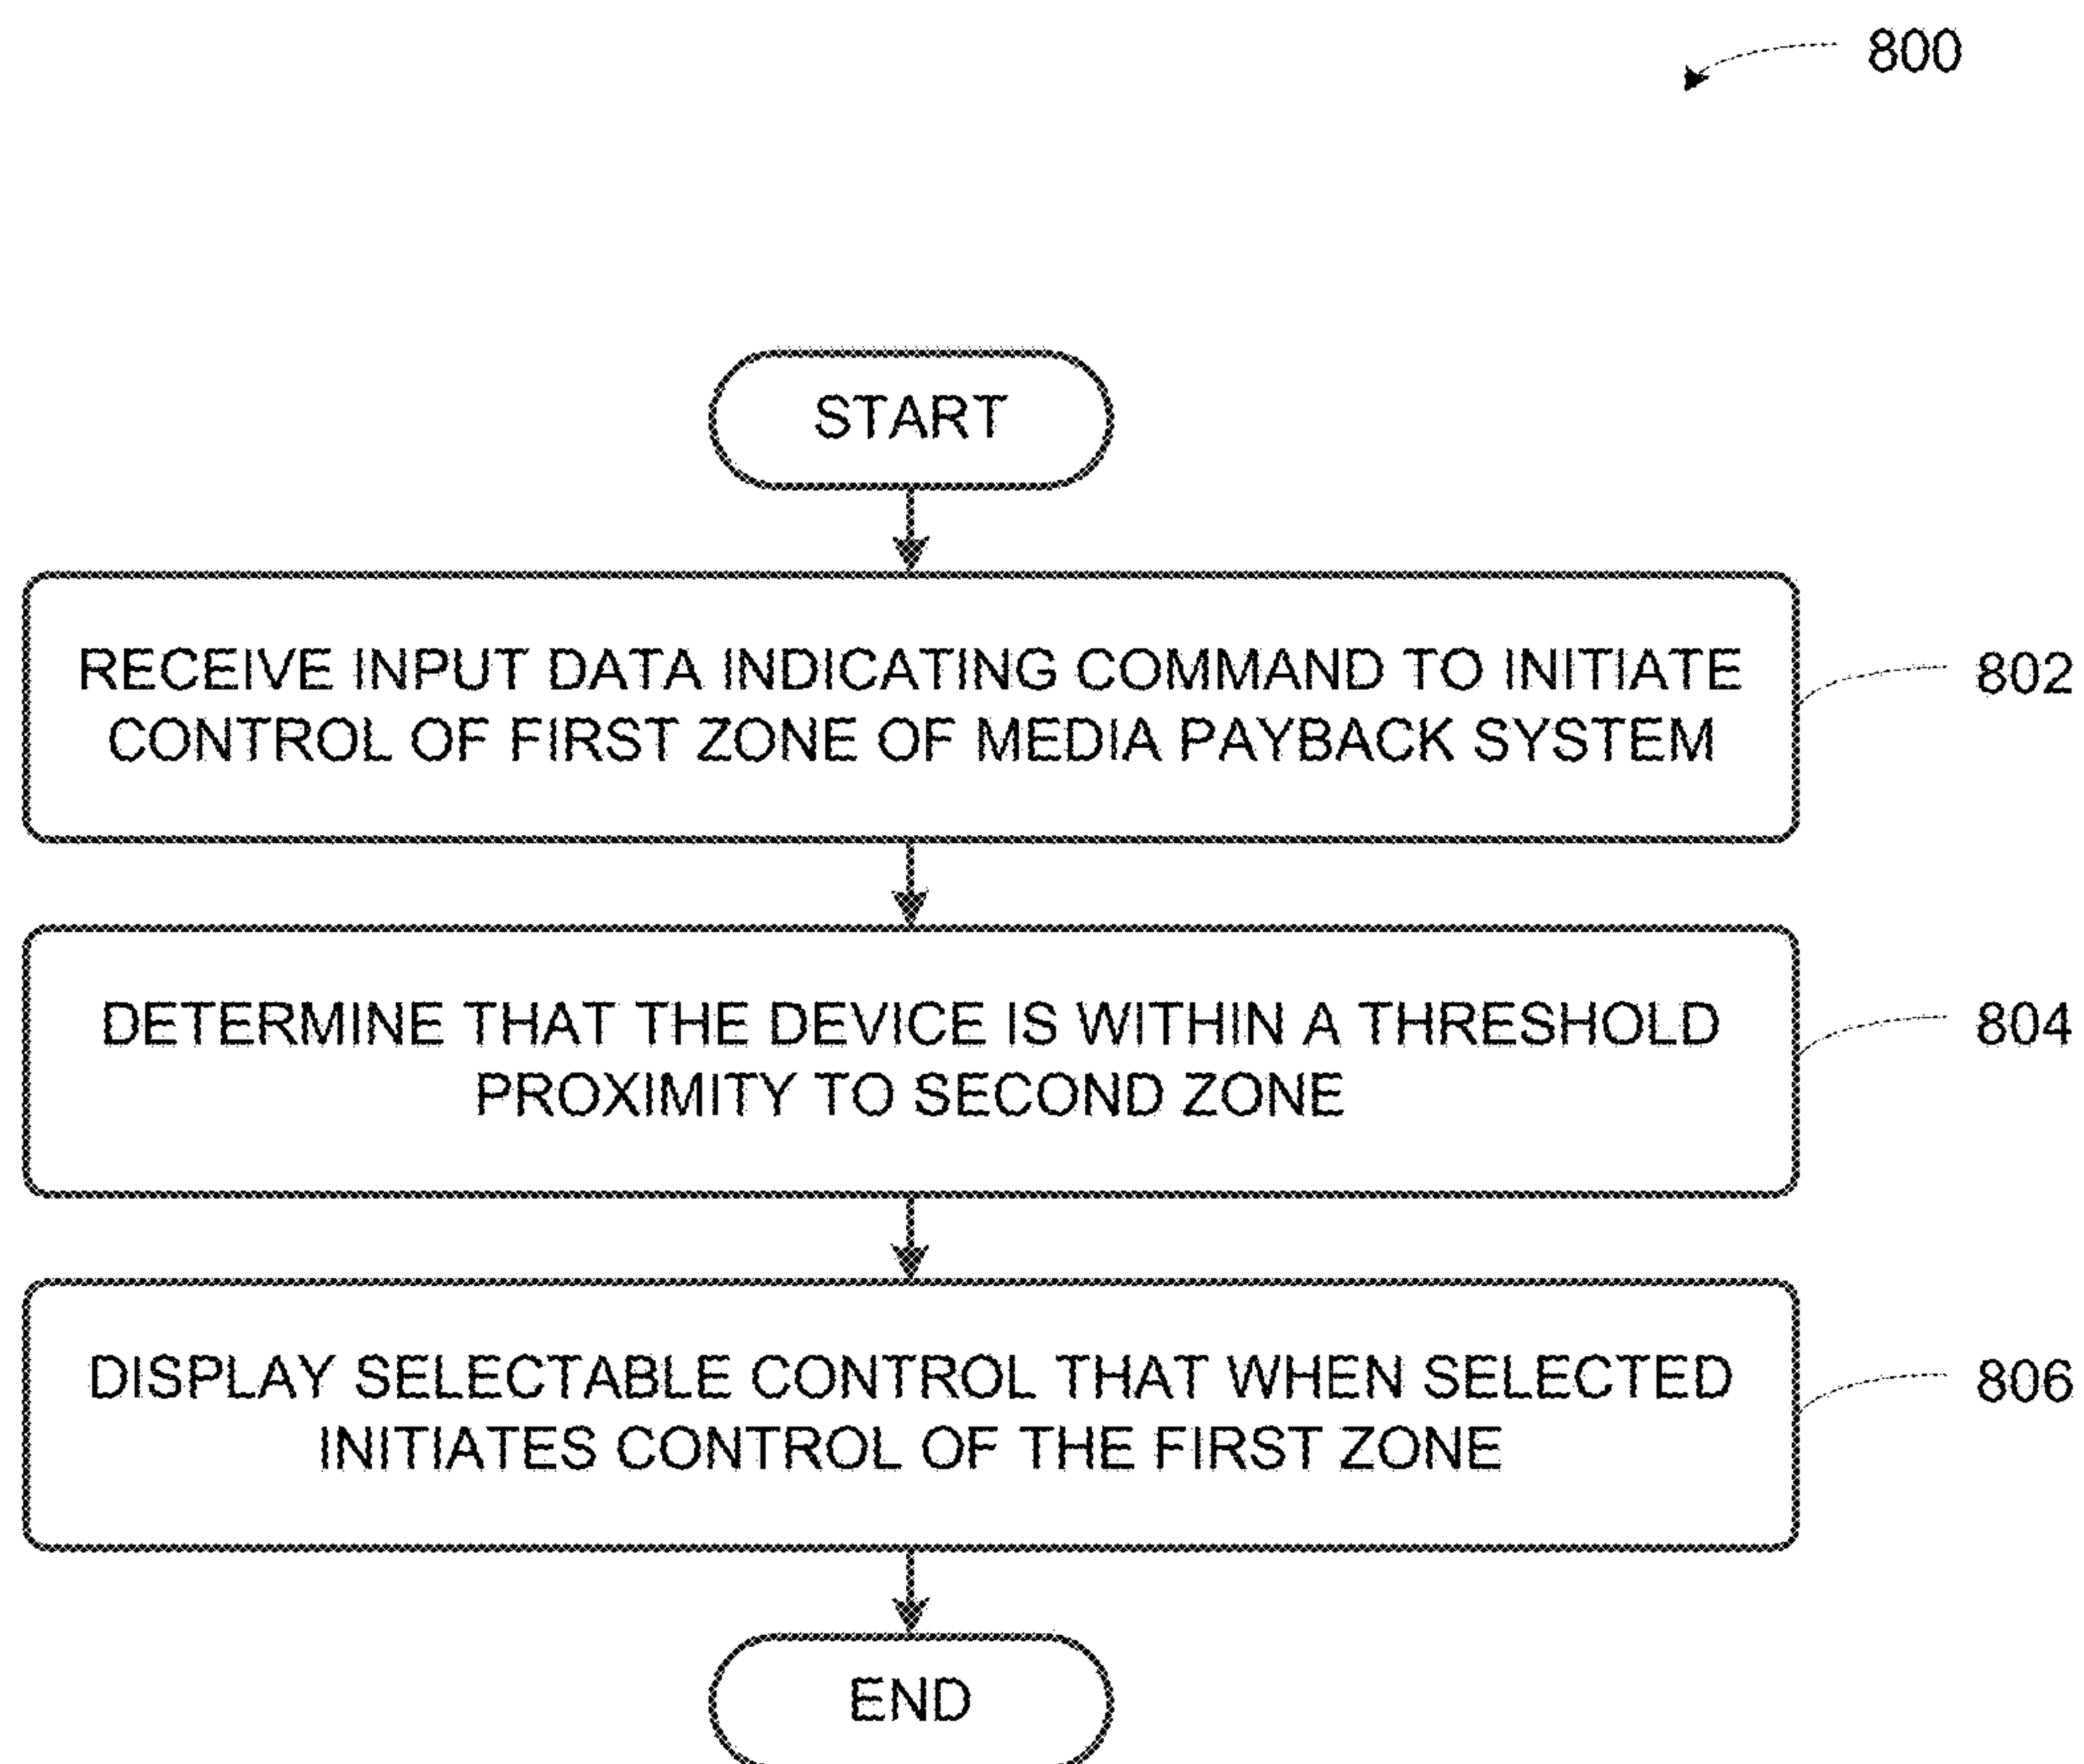 800
START
RECEIVE INPUT DATA INDICATING COMMAND TO INITIATE
CONTROL OF FIRST ZONE OF MEDIA PAYBACK SYSTEM
802
DETERMINE THAT THE DEVICE IS WITHIN A THRESHOLD
PROXIMITY TO SECOND ZONE
804
DISPLAY SELECTABLE CONTROL THAT WHEN SELECTED
INITIATES CONTROL OF THE FIRST ZONE
806
END